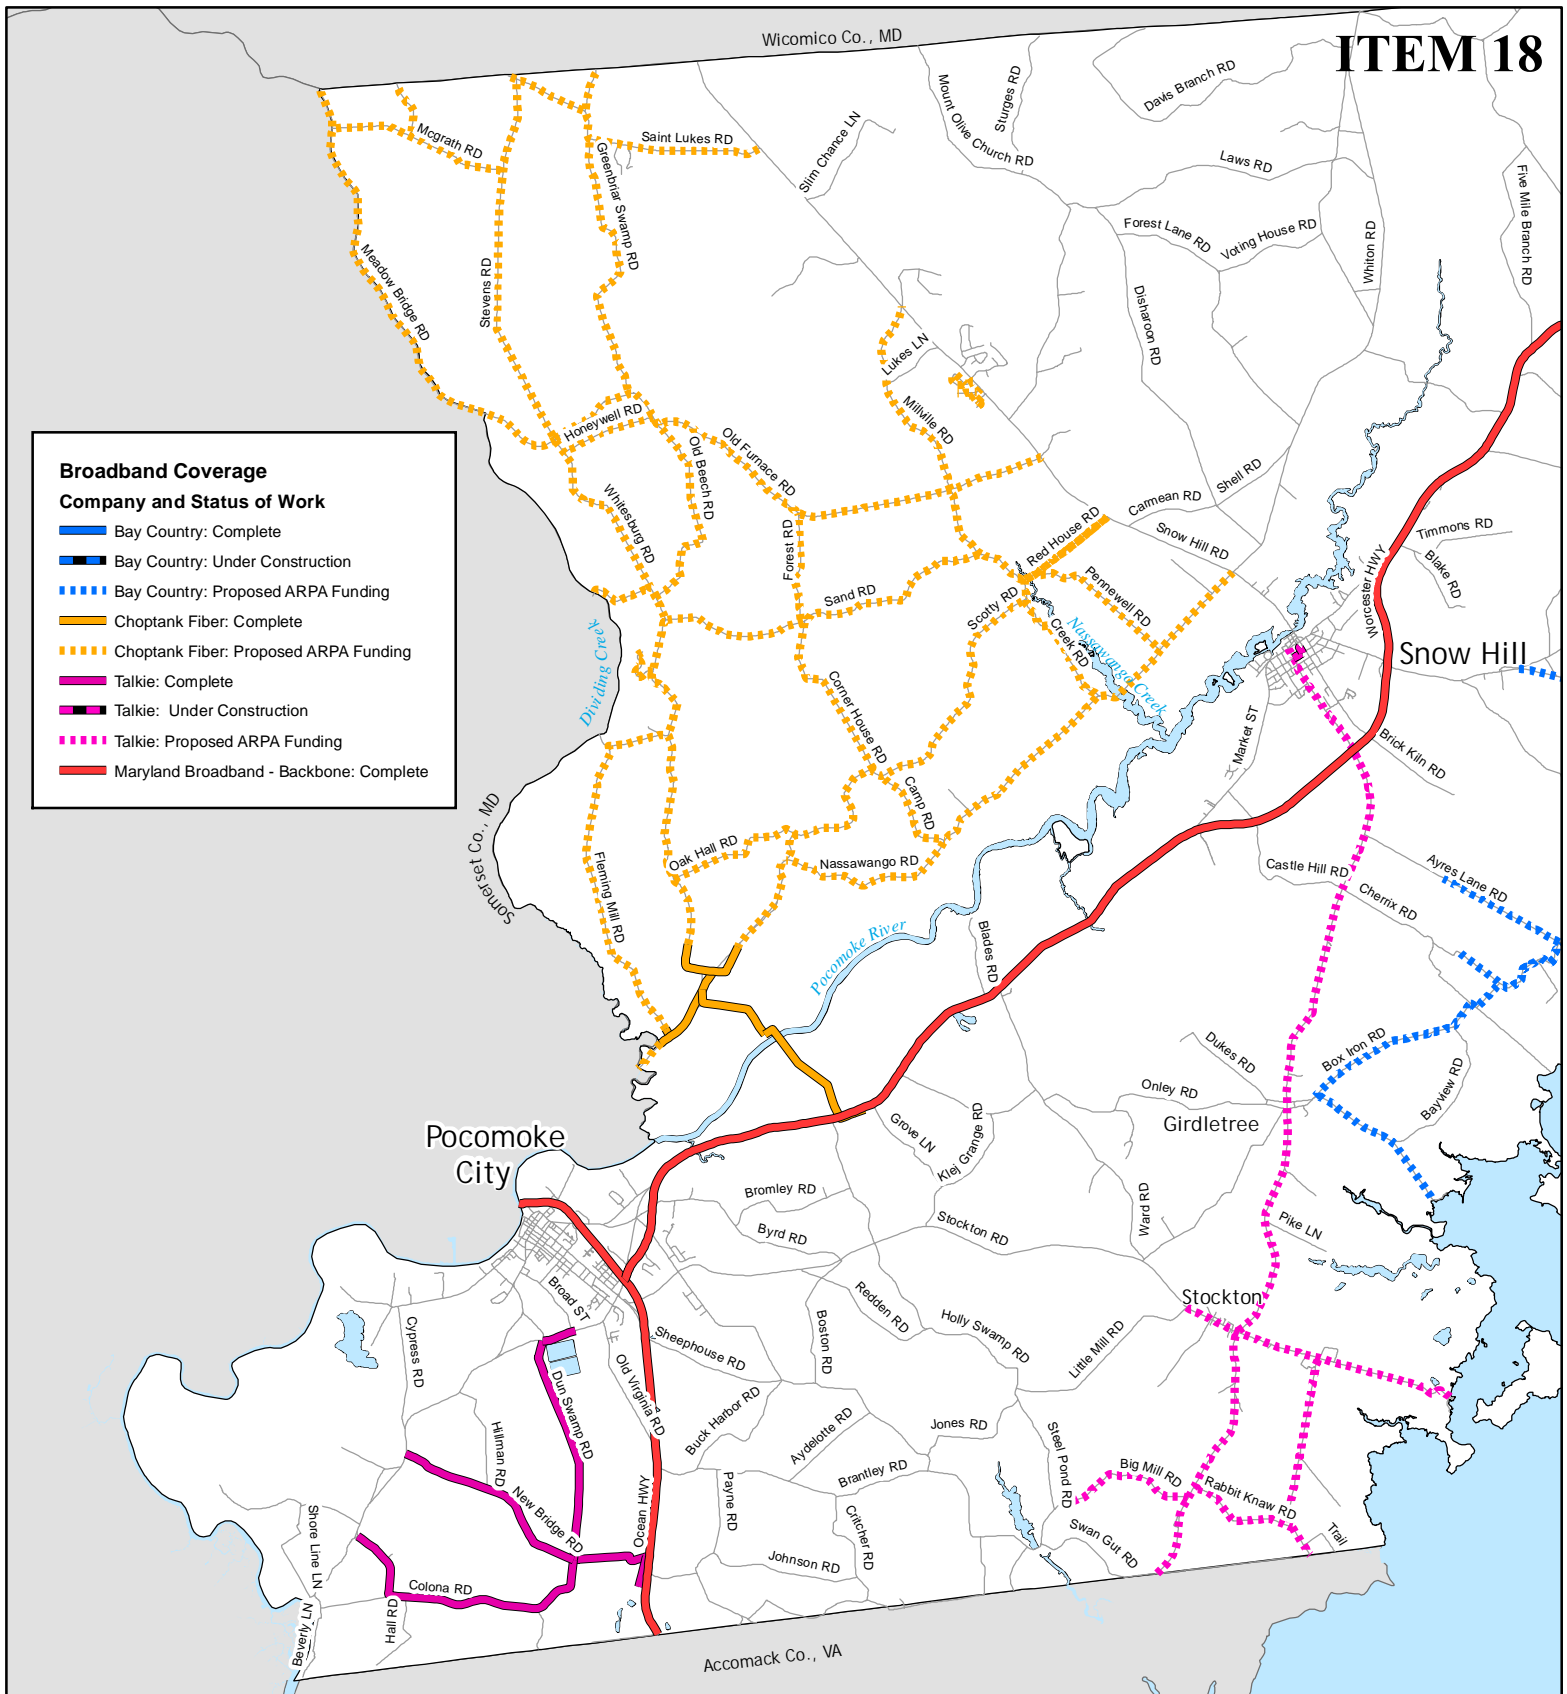 ITEM 18
Wicomico Co., MD
Davis Branch RD
Sturges RD
Mount Olive Church RD
Slim Chance LN
Saint Lukes RD
Mcgrath RD
Greenbriar Swamp RD
Laws RD
Five Mile Branch RD
Forest Lane RD
Voting House RD
Whiton RD
Meadow Bridge RD
Stevens RD
Disharoon RD
Lukes LN
Millville RD
Honeywell RD
Old Furnace RD
Old Beech RD
Broadband Coverage
Company and Status of Work
Bay Country: Complete
Bay Country: Under Construction
Bay Country: Proposed ARPA Funding
Choptank Fiber: Complete
Choptank Fiber: Proposed ARPA Funding
Talkie: Complete
Talkie: Under Construction
Talkie: Proposed ARPA Funding
Maryland Broadband - Backbone: Complete
Whitesburg RD
Forest RD
Carmean RD
Shell RD
Snow Hill RD
Red House RD
Timmons RD
Blake RD
Worcester HWY
Pennewell RD
Sand RD
Scotty RD
Creek RD
Nassawango Creek
Dividing Creek
Snow Hill
Corner House RD
Market ST
Brick Kiln RD
Camp RD
Somerset Co., MD
Oak Hall RD
Nassawango RD
Fleming Mill RD
Castle Hill RD
Ayres Lane RD
Cherrix RD
Pocomoke River
Blades RD
Dukes RD
Box Iron RD
Bayview RD
Onley RD
Girdletree
Grove LN
Klej Grange RD
Pocomoke
City
Bromley RD
Byrd RD
Stockton RD
Ward RD
Pike LN
Stockton
Broad ST
Redden RD
Holly Swamp RD
Little Mill RD
Boston RD
Cypress RD
Sheephouse RD
Old Virginia RD
Dun Swamp RD
Buck Harbor RD
Aydelotte RD
Jones RD
Steel Pond RD
Hillman RD
New Bridge RD
Brantley RD
Big Mill RD
Rabbit Knaw RD
Trail
Payne RD
Critcher RD
Ocean HWY
Swan Gut RD
Johnson RD
Shore Line LN
Colona RD
Hall RD
Beverly LN
Accomack Co., VA